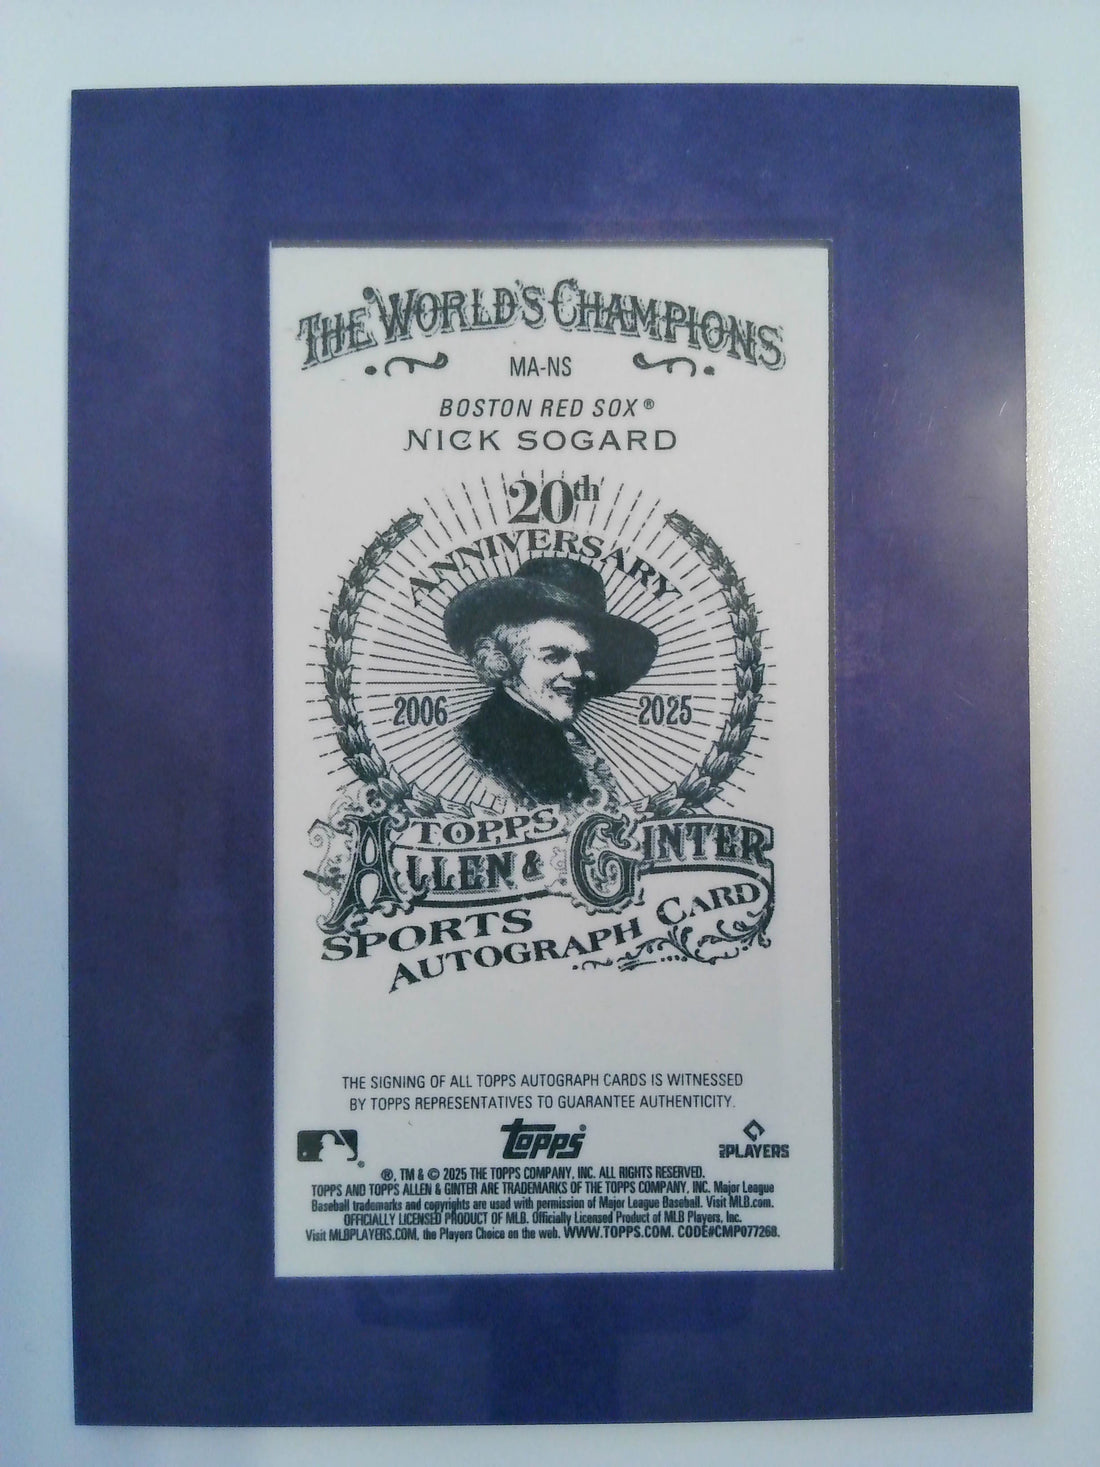 THE WORLD'S CHAMPIONS
MA-NS
BOSTON RED SOX®
NICK SOGARD
20th
ANNIVERSARY
2006 2025
TOPPS
ALLEN & GINTER
SPORTS
AUTOGRAPH CARD
THE SIGNING OF ALL TOPPS AUTOGRAPH CARDS IS WITNESSED
BY TOPPS REPRESENTATIVES TO GUARANTEE AUTHENTICITY.
® topps MLB PLAYERS
®, TM & © 2025 THE TOPPS COMPANY, INC. ALL RIGHTS RESERVED.
TOPPS AND TOPPS ALLEN & GINTER ARE TRADEMARKS OF THE TOPPS COMPANY, INC. Major League
Baseball trademarks and copyrights are used with permission of Major League Baseball. Visit MLB.com.
OFFICIALLY LICENSED PRODUCT OF MLB. Officially Licensed Product of MLB Players, Inc.
Visit MLBPLAYERS.COM, the Players Choice on the web. WWW.TOPPS.COM. CODE#CMP077268.